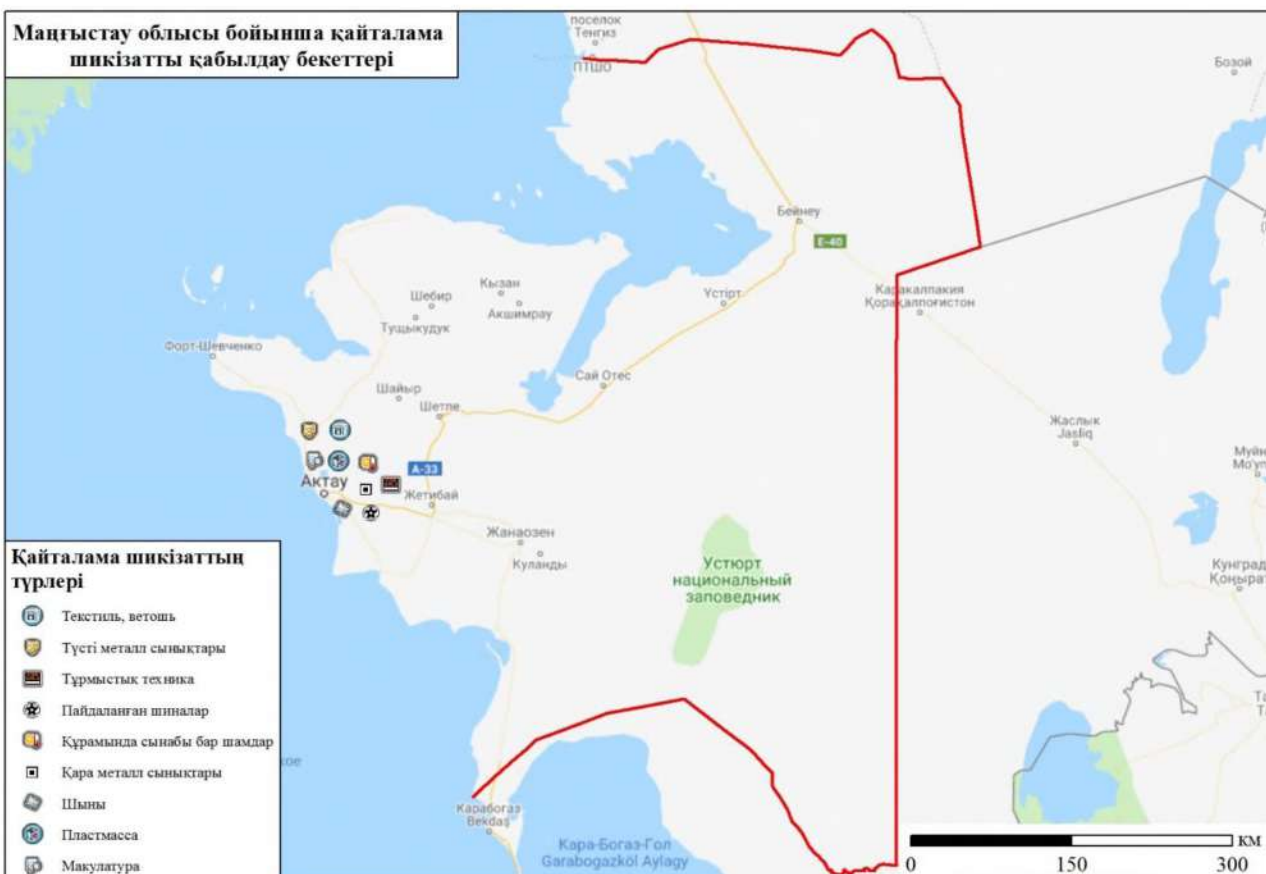 Маңғыстау облысы бойынша қайталама
шикізатты қабылдау бекеттері
поселок
Тенгиз
ПТШО
Бозой
Бейнеу
E-40
Каракалпакия
Қорақалпоғистон
Үстірт
Кызан
Шебир
Акшимрау
Тущыкудук
Форт-Шевченко
Сай Отес
Шайыр
Шетпе
Жаслык
Jasliq
A-33
Актау
Жетибай
Жанаозен
Куланды
Устюрт
национальный
заповедник
Кунград
Қоңырат
Карабогаз
Bekdaş
Кара-Богаз-Гол
Garabogazköl Aylagy
Қайталама шикізаттың
түрлері
Текстиль, ветошь
Түсті металл сынықтары
Тұрмыстық техника
Пайдаланған шиналар
Құрамында сынабы бар шамдар
Қара металл сынықтары
Шыны
Пластмасса
Макулатура
КМ
0 150 300